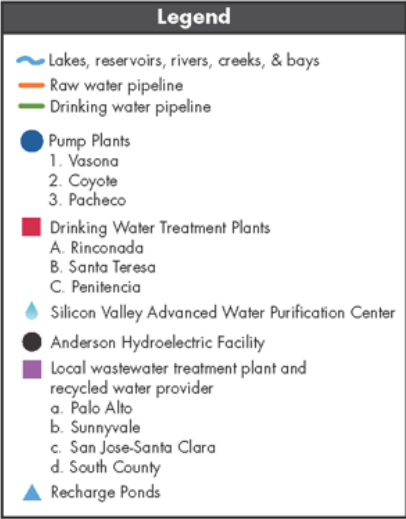 Legend
Lakes, reservoirs, rivers, creeks, & bays
Raw water pipeline
Drinking water pipeline
Pump Plants
1. Vasona
2. Coyote
3. Pacheco
Drinking Water Treatment Plants
A. Rinconada
B. Santa Teresa
C. Penitencia
Silicon Valley Advanced Water Purification Center
Anderson Hydroelectric Facility
Local wastewater treatment plant and
recycled water provider
a. Palo Alto
b. Sunnyvale
c. San Jose-Santa Clara
d. South County
Recharge Ponds